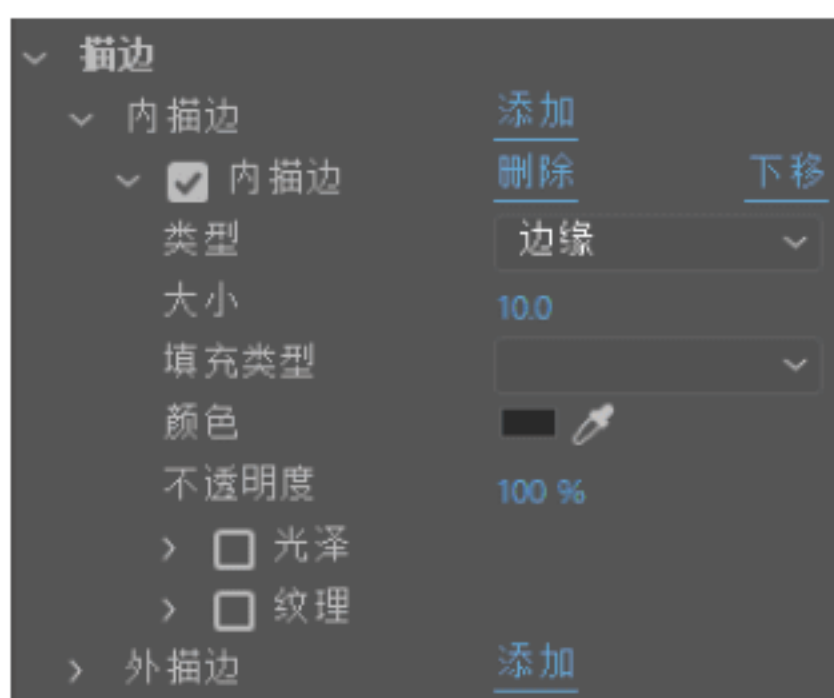 描边
内描边 添加
内描边 删除 下移
类型 边缘
大小 10.0
填充类型
颜色
不透明度 100 %
光泽
纹理
外描边 添加